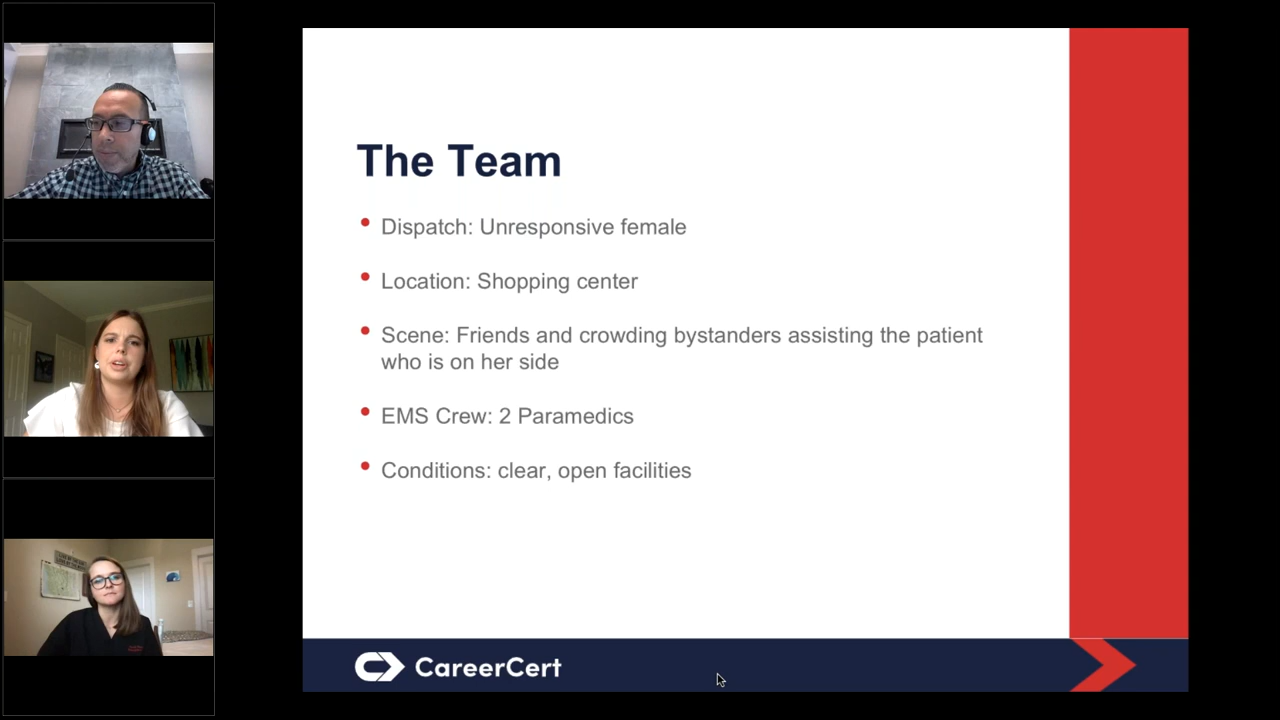 The Team
• Dispatch: Unresponsive female
• Location: Shopping center
• Scene: Friends and crowding bystanders assisting the patient
who is on her side
• EMS Crew: 2 Paramedics
• Conditions: clear, open facilities
CareerCert